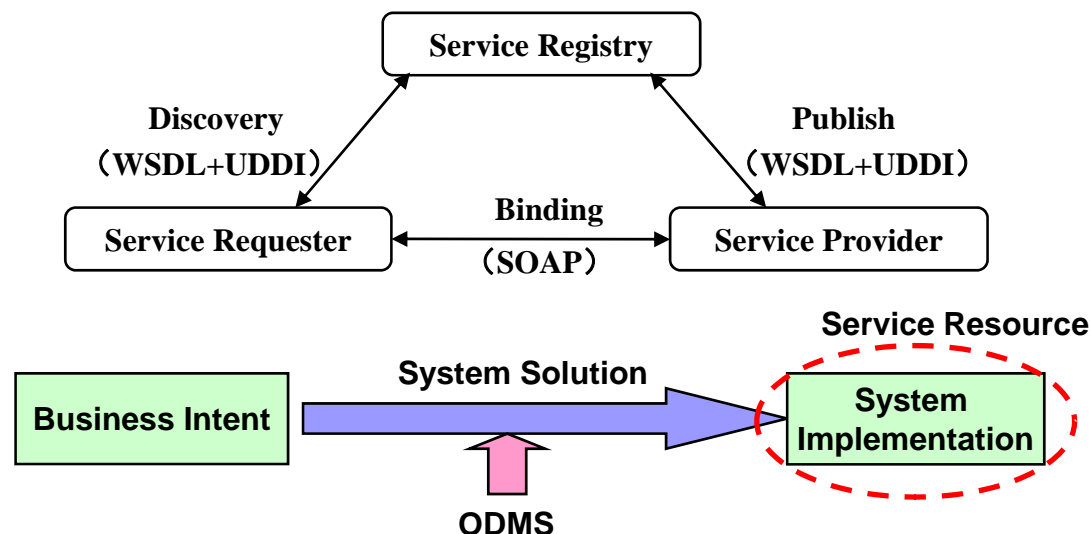 Service Registry
Discovery
（WSDL+UDDI）
Publish
（WSDL+UDDI）
Service Requester
Binding
（SOAP）
Service Provider
Service Resource
System Solution
Business Intent
System
Implementation
ODMS